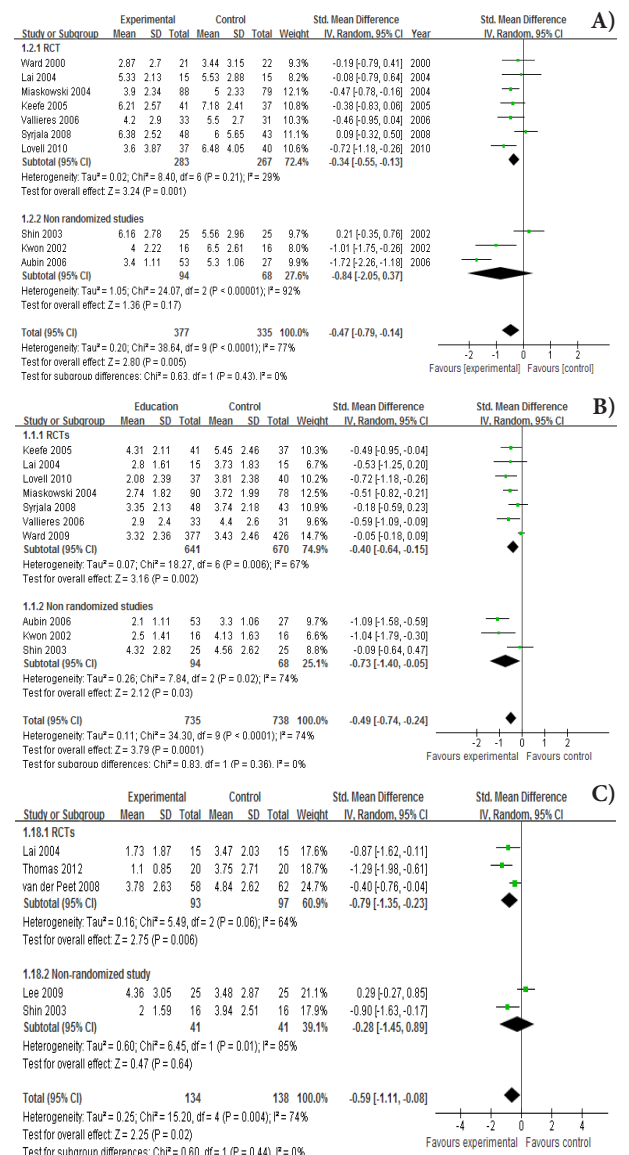 A)
Experimental Control Std. Mean Difference Std. Mean Difference
Study or Subgroup Mean SD Total Mean SD Total Weight IV, Random, 95% CI Year IV, Random, 95% CI
1.2.1 RCT
Ward 2000 2.87 2.7 21 3.44 3.15 22 9.7% -0.19 [-0.79, 0.41] 2000
Lai 2004 5.33 2.13 15 5.53 2.88 15 8.7% -0.08 [-0.79, 0.64] 2004
Miaskowski 2004 3.9 2.34 88 5 2.33 79 12.5% -0.47 [-0.78, -0.16] 2004
Keefe 2005 6.21 2.57 41 7.18 2.41 37 11.3% -0.38 [-0.83, 0.06] 2005
Vallieres 2006 4.2 2.9 33 5.5 2.7 31 10.8% -0.46 [-0.95, 0.04] 2006
Syrjala 2008 6.38 2.52 48 6 5.65 43 11.7% 0.09 [-0.32, 0.50] 2008
Lovell 2010 3.6 3.87 37 6.48 4.05 40 11.2% -0.72 [-1.18, -0.26] 2010
Subtotal (95% CI) 283 267 72.4% -0.34 [-0.55, -0.13]
Heterogeneity: Tau² = 0.02; Chi² = 8.40, df = 6 (P = 0.21); I² = 29%
Test for overall effect: Z = 3.24 (P = 0.001)
1.2.2 Non randomized studies
Shin 2003 6.16 2.78 25 5.56 2.96 25 9.9% 0.21 [-0.35, 0.76] 2002
Kwon 2002 4 2.22 16 6.5 2.61 16 8.0% -1.01 [-1.75, -0.26] 2002
Aubin 2006 3.4 1.11 53 5.3 1.06 27 9.9% -1.72 [-2.26, -1.18] 2006
Subtotal (95% CI) 94 68 27.6% -0.84 [-2.05, 0.37]
Heterogeneity: Tau² = 1.05; Chi² = 24.07, df = 2 (P < 0.00001); I² = 92%
Test for overall effect: Z = 1.36 (P = 0.17)
Total (95% CI) 377 335 100.0% -0.47 [-0.79, -0.14]
Heterogeneity: Tau² = 0.20; Chi² = 38.64, df = 9 (P < 0.0001); I² = 77%
Test for overall effect: Z = 2.80 (P = 0.005)
Test for subgroup differences: Chi² = 0.63, df = 1 (P = 0.43), I² = 0%
-2 -1 0 1 2
Favours [experimental] Favours [control]
B)
Education Control Std. Mean Difference Std. Mean Difference
Study or Subgroup Mean SD Total Mean SD Total Weight IV, Random, 95% CI IV, Random, 95% CI
1.1.1 RCTs
Keefe 2005 4.31 2.11 41 5.45 2.46 37 10.3% -0.49 [-0.95, -0.04]
Lai 2004 2.8 1.61 15 3.73 1.83 15 6.7% -0.53 [-1.25, 0.20]
Lovell 2010 2.08 2.39 37 3.81 2.38 40 10.2% -0.72 [-1.18, -0.26]
Miaskowski 2004 2.74 1.82 90 3.72 1.99 78 12.5% -0.51 [-0.82, -0.21]
Syrjala 2008 3.35 2.13 48 3.74 2.18 43 10.9% -0.18 [-0.59, 0.23]
Vallieres 2006 2.9 2.4 33 4.4 2.6 31 9.6% -0.59 [-1.09, -0.09]
Ward 2009 3.32 2.36 377 3.43 2.46 426 14.7% -0.05 [-0.18, 0.09]
Subtotal (95% CI) 641 670 74.9% -0.40 [-0.64, -0.15]
Heterogeneity: Tau² = 0.07; Chi² = 18.27, df = 6 (P = 0.006); I² = 67%
Test for overall effect: Z = 3.16 (P = 0.002)
1.1.2 Non randomized studies
Aubin 2006 2.1 1.11 53 3.3 1.06 27 9.7% -1.09 [-1.58, -0.59]
Kwon 2002 2.5 1.41 16 4.13 1.63 16 6.6% -1.04 [-1.79, -0.30]
Shin 2003 4.32 2.82 25 4.56 2.62 25 8.8% -0.09 [-0.64, 0.47]
Subtotal (95% CI) 94 68 25.1% -0.73 [-1.40, -0.05]
Heterogeneity: Tau² = 0.26; Chi² = 7.84, df = 2 (P = 0.02); I² = 74%
Test for overall effect: Z = 2.12 (P = 0.03)
Total (95% CI) 735 738 100.0% -0.49 [-0.74, -0.24]
Heterogeneity: Tau² = 0.11; Chi² = 34.30, df = 9 (P < 0.0001); I² = 74%
Test for overall effect: Z = 3.79 (P = 0.0001)
Test for subgroup differences: Chi² = 0.83, df = 1 (P = 0.36), I² = 0%
-2 -1 0 1 2
Favours experimental Favours control
C)
Experimental Control Std. Mean Difference Std. Mean Difference
Study or Subgroup Mean SD Total Mean SD Total Weight IV, Random, 95% CI IV, Random, 95% CI
1.18.1 RCTs
Lai 2004 1.73 1.87 15 3.47 2.03 15 17.6% -0.87 [-1.62, -0.11]
Thomas 2012 1.1 0.85 20 3.75 2.71 20 18.7% -1.29 [-1.98, -0.61]
van der Peet 2008 3.78 2.63 58 4.84 2.62 62 24.7% -0.40 [-0.76, -0.04]
Subtotal (95% CI) 93 97 60.9% -0.79 [-1.35, -0.23]
Heterogeneity: Tau² = 0.16; Chi² = 5.49, df = 2 (P = 0.06); I² = 64%
Test for overall effect: Z = 2.75 (P = 0.006)
1.18.2 Non-randomized study
Lee 2009 4.36 3.05 25 3.48 2.87 25 21.1% 0.29 [-0.27, 0.85]
Shin 2003 2 1.59 16 3.94 2.51 16 17.9% -0.90 [-1.63, -0.17]
Subtotal (95% CI) 41 41 39.1% -0.28 [-1.45, 0.89]
Heterogeneity: Tau² = 0.60; Chi² = 6.45, df = 1 (P = 0.01); I² = 85%
Test for overall effect: Z = 0.47 (P = 0.64)
Total (95% CI) 134 138 100.0% -0.59 [-1.11, -0.08]
Heterogeneity: Tau² = 0.25; Chi² = 15.20, df = 4 (P = 0.004); I² = 74%
Test for overall effect: Z = 2.25 (P = 0.02)
Test for subgroup differences: Chi² = 0.60, df = 1 (P = 0.44), I² = 0%
-4 -2 0 2 4
Favours experimental Favours control